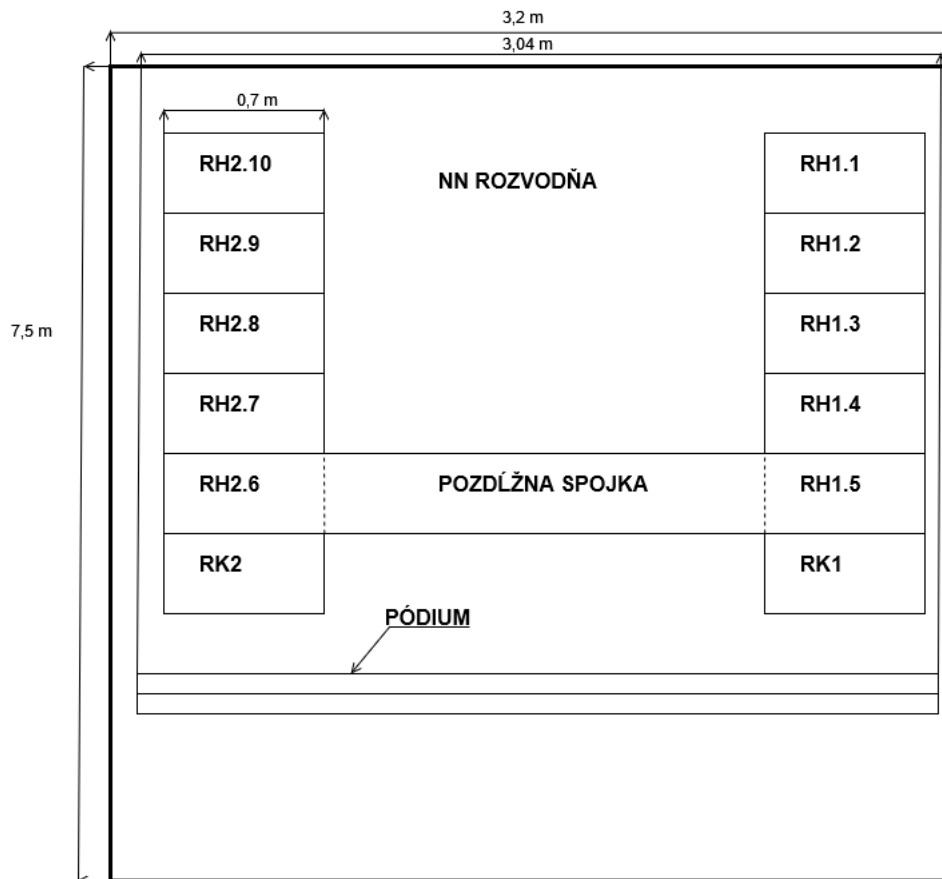 3,2 m
3,04 m
0,7 m
RH2.10
NN ROZVODŇA
RH1.1
RH2.9
RH1.2
7,5 m
RH2.8
RH1.3
RH2.7
RH1.4
RH2.6
POZDĹŽNA SPOJKA
RH1.5
RK2
RK1
PÓDIUM